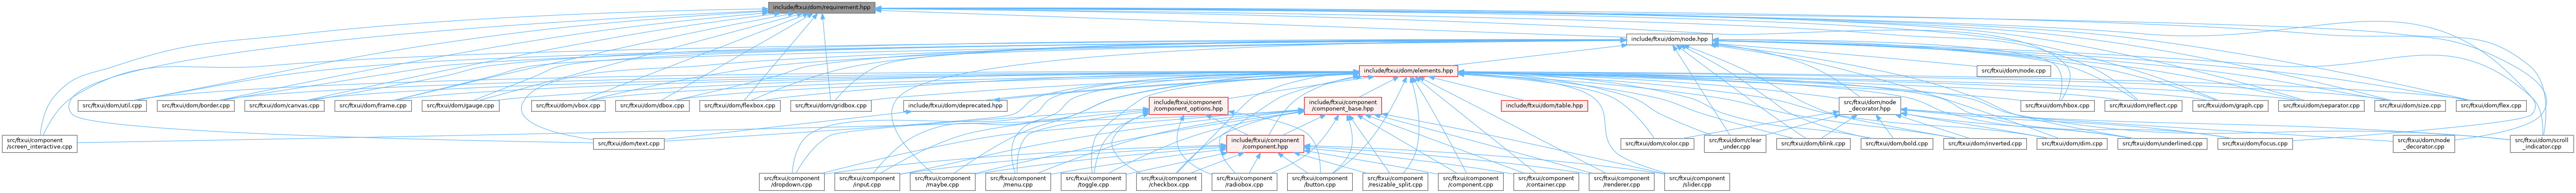 include/ftxui/dom/requirement.hpp
include/ftxui/dom/node.hpp
include/ftxui/dom/elements.hpp
src/ftxui/dom/node.cpp
src/ftxui/dom/util.cpp
src/ftxui/dom/border.cpp
src/ftxui/dom/canvas.cpp
src/ftxui/dom/frame.cpp
src/ftxui/dom/gauge.cpp
src/ftxui/dom/vbox.cpp
src/ftxui/dom/dbox.cpp
src/ftxui/dom/flexbox.cpp
src/ftxui/dom/gridbox.cpp
include/ftxui/dom/deprecated.hpp
include/ftxui/component
/component_options.hpp
include/ftxui/component
/component_base.hpp
include/ftxui/dom/table.hpp
src/ftxui/dom/node
_decorator.hpp
src/ftxui/dom/hbox.cpp
src/ftxui/dom/reflect.cpp
src/ftxui/dom/graph.cpp
src/ftxui/dom/separator.cpp
src/ftxui/dom/size.cpp
src/ftxui/dom/flex.cpp
src/ftxui/component
/screen_interactive.cpp
src/ftxui/dom/text.cpp
include/ftxui/component
/component.hpp
src/ftxui/dom/color.cpp
src/ftxui/dom/clear
_under.cpp
src/ftxui/dom/blink.cpp
src/ftxui/dom/bold.cpp
src/ftxui/dom/inverted.cpp
src/ftxui/dom/dim.cpp
src/ftxui/dom/underlined.cpp
src/ftxui/dom/focus.cpp
src/ftxui/dom/node
_decorator.cpp
src/ftxui/dom/scroll
_indicator.cpp
src/ftxui/component
/dropdown.cpp
src/ftxui/component
/input.cpp
src/ftxui/component
/maybe.cpp
src/ftxui/component
/menu.cpp
src/ftxui/component
/toggle.cpp
src/ftxui/component
/checkbox.cpp
src/ftxui/component
/radiobox.cpp
src/ftxui/component
/button.cpp
src/ftxui/component
/resizable_split.cpp
src/ftxui/component
/component.cpp
src/ftxui/component
/container.cpp
src/ftxui/component
/renderer.cpp
src/ftxui/component
/slider.cpp